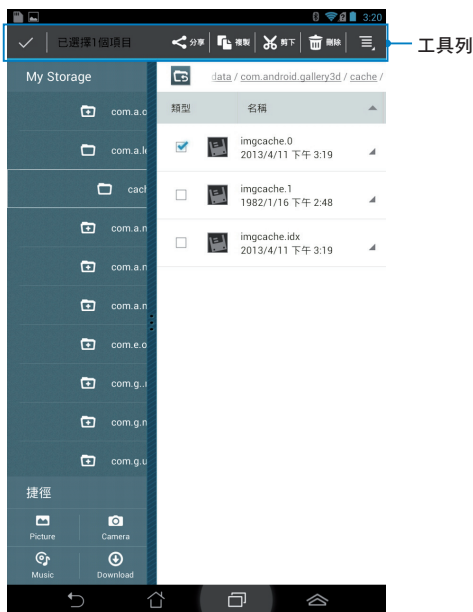 3:20
已選擇1個項目 分享 複製 剪下 刪除
工具列
My Storage
data / com.android.gallery3d / cache /
類型 名稱
com.a.c
com.a.l
cach
com.a.n
com.a.n
com.a.n
com.e.o
com.g..
com.g.n
com.g.u
imgcache.0
2013/4/11 下午 3:19
imgcache.1
1982/1/16 下午 2:48
imgcache.idx
2013/4/11 下午 3:19
捷徑
Picture Camera
Music Download